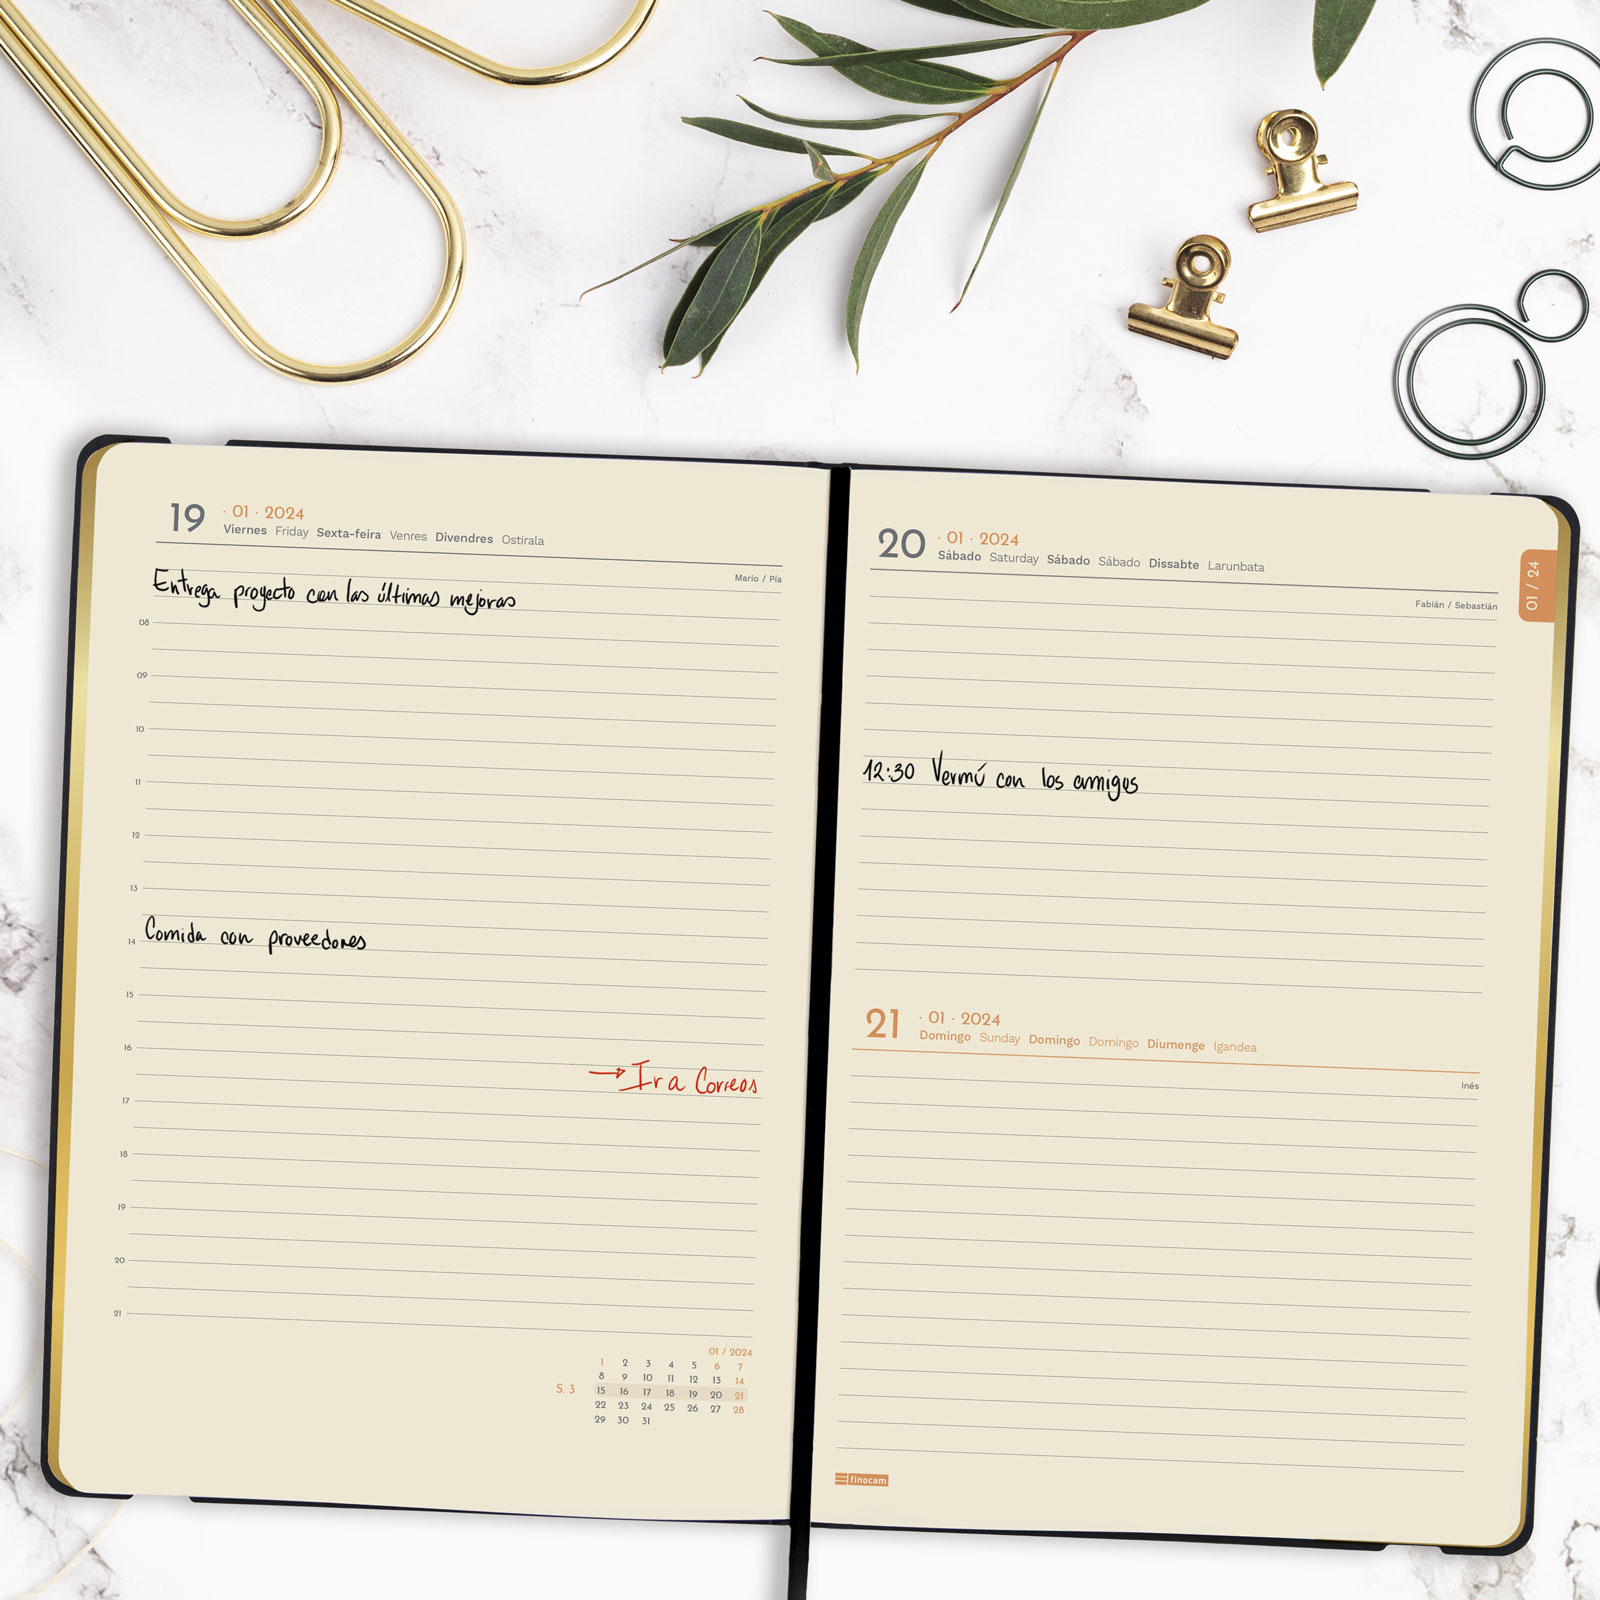 19 · 01 · 2024
Viernes Friday Sexta-feira Venres Divendres Ostirala
Mario / Pía
Entrega proyecto con las últimas mejoras
08
09
10
11
12
13
14 Comida con proveedores
15
16
→ Ir a Correos
17
18
19
20
21
01 / 2024
1 2 3 4 5 6 7
8 9 10 11 12 13 14
S. 3 15 16 17 18 19 20 21
22 23 24 25 26 27 28
29 30 31
20 · 01 · 2024
Sábado Saturday Sábado Sábado Dissabte Larunbata
Fabián / Sebastián
01 / 24
12:30 Vermú con los amigos
21 · 01 · 2024
Domingo Sunday Domingo Domingo Diumenge Igandea
Inés
finocam